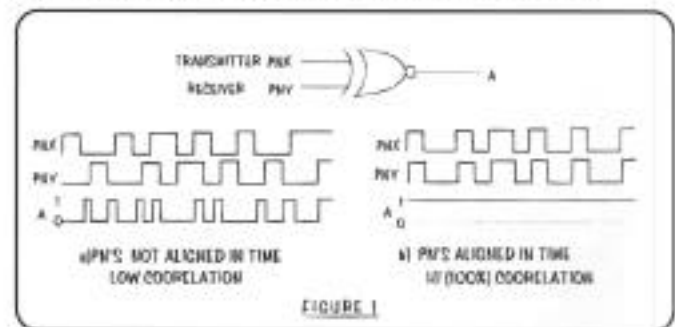 TRANSMITTER PNX
A
RECEIVER PNY
PNX
PNY
A 1
0
a) PN'S NOT ALIGNED IN TIME
LOW COORELATION
PNX
PNY
A 1
0
b) PN'S ALIGNED IN TIME
(100%) COORELATION
FIGURE 1